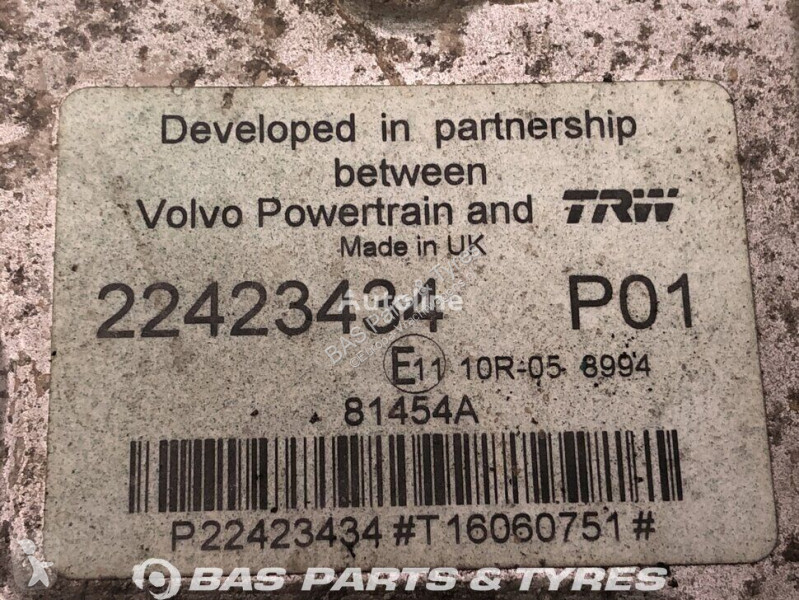 Developed in partnership
between
Volvo Powertrain and TRW
Made in UK
22423434 P01
Autoline
E11 10R-05 8994
81454A
P22423434#T16060751#
BAS PARTS & TYRES